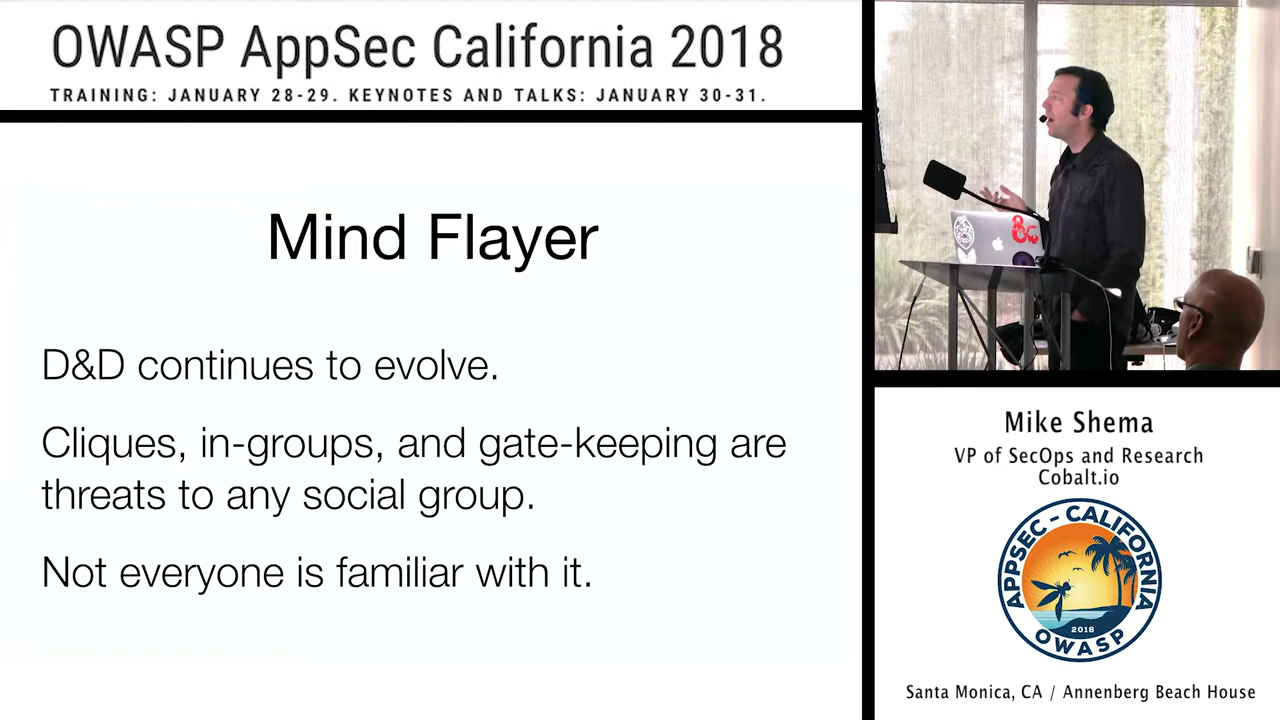 OWASP AppSec California 2018
TRAINING: JANUARY 28-29. KEYNOTES AND TALKS: JANUARY 30-31.
Mind Flayer
D&D continues to evolve.
Cliques, in-groups, and gate-keeping are
threats to any social group.
Not everyone is familiar with it.
Mike Shema
VP of SecOps and Research
Cobalt.io
APPSEC - CALIFORNIA
2018
OWASP
Santa Monica, CA / Annenberg Beach House